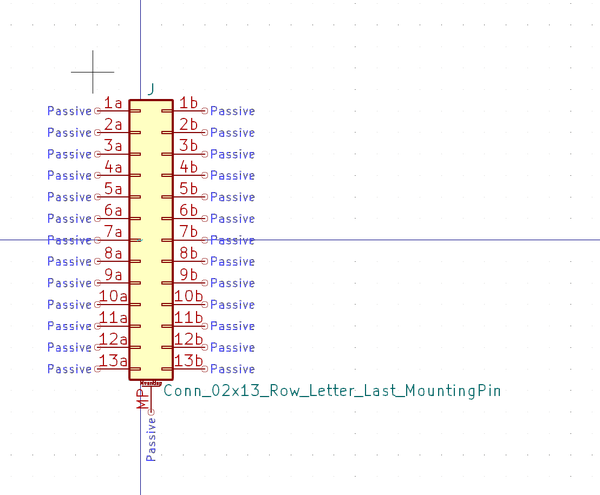 J
Passive 1a 1b Passive
Passive 2a 2b Passive
Passive 3a 3b Passive
Passive 4a 4b Passive
Passive 5a 5b Passive
Passive 6a 6b Passive
Passive 7a 7b Passive
Passive 8a 8b Passive
Passive 9a 9b Passive
Passive 10a 10b Passive
Passive 11a 11b Passive
Passive 12a 12b Passive
Passive 13a 13b Passive
Conn_02x13_Row_Letter_Last_MountingPin
MP
Passive